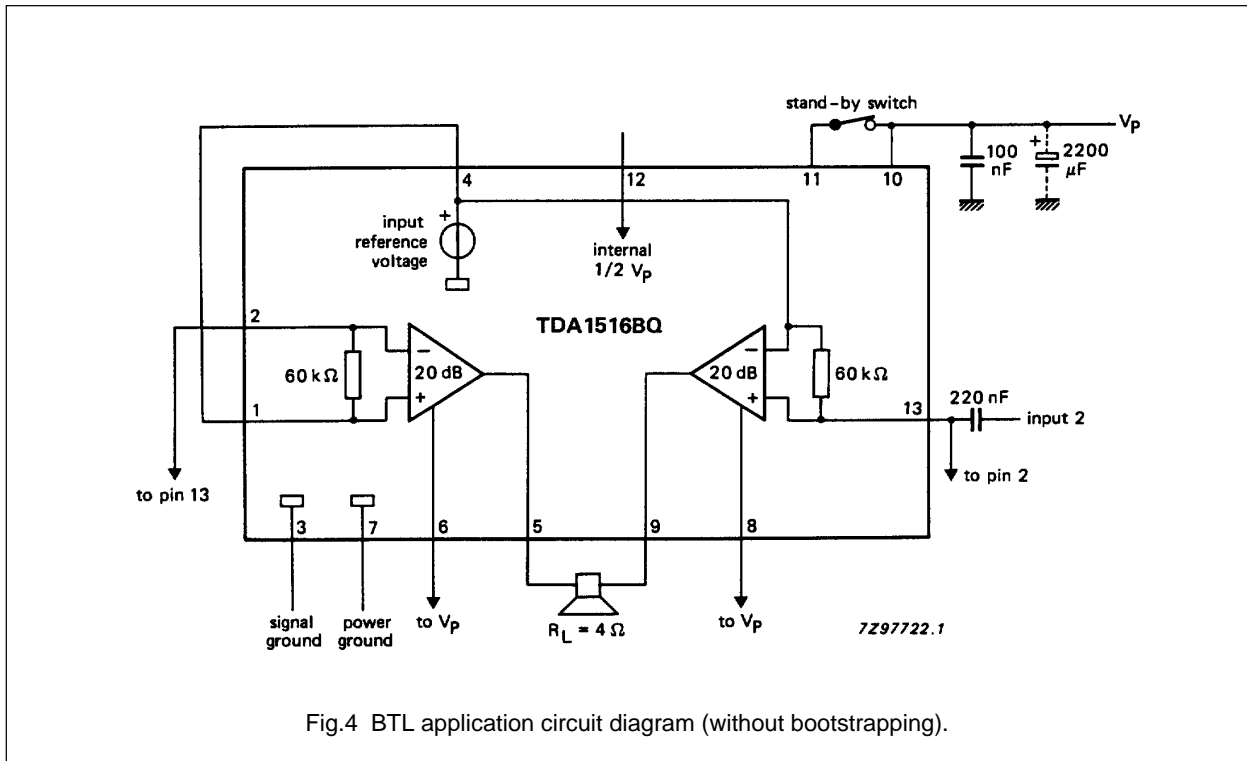 stand-by switch
V_P
100 nF
+
2200 µF
4
12
11
10
input reference voltage
+
internal 1/2 V_P
TDA1516BQ
2
60 kΩ
−
20 dB
+
1
−
20 dB
+
60 kΩ
13
220 nF
input 2
to pin 13
to pin 2
3
7
6
5
9
8
signal ground
power ground
to V_P
R_L = 4 Ω
to V_P
7Z97722.1
Fig.4 BTL application circuit diagram (without bootstrapping).